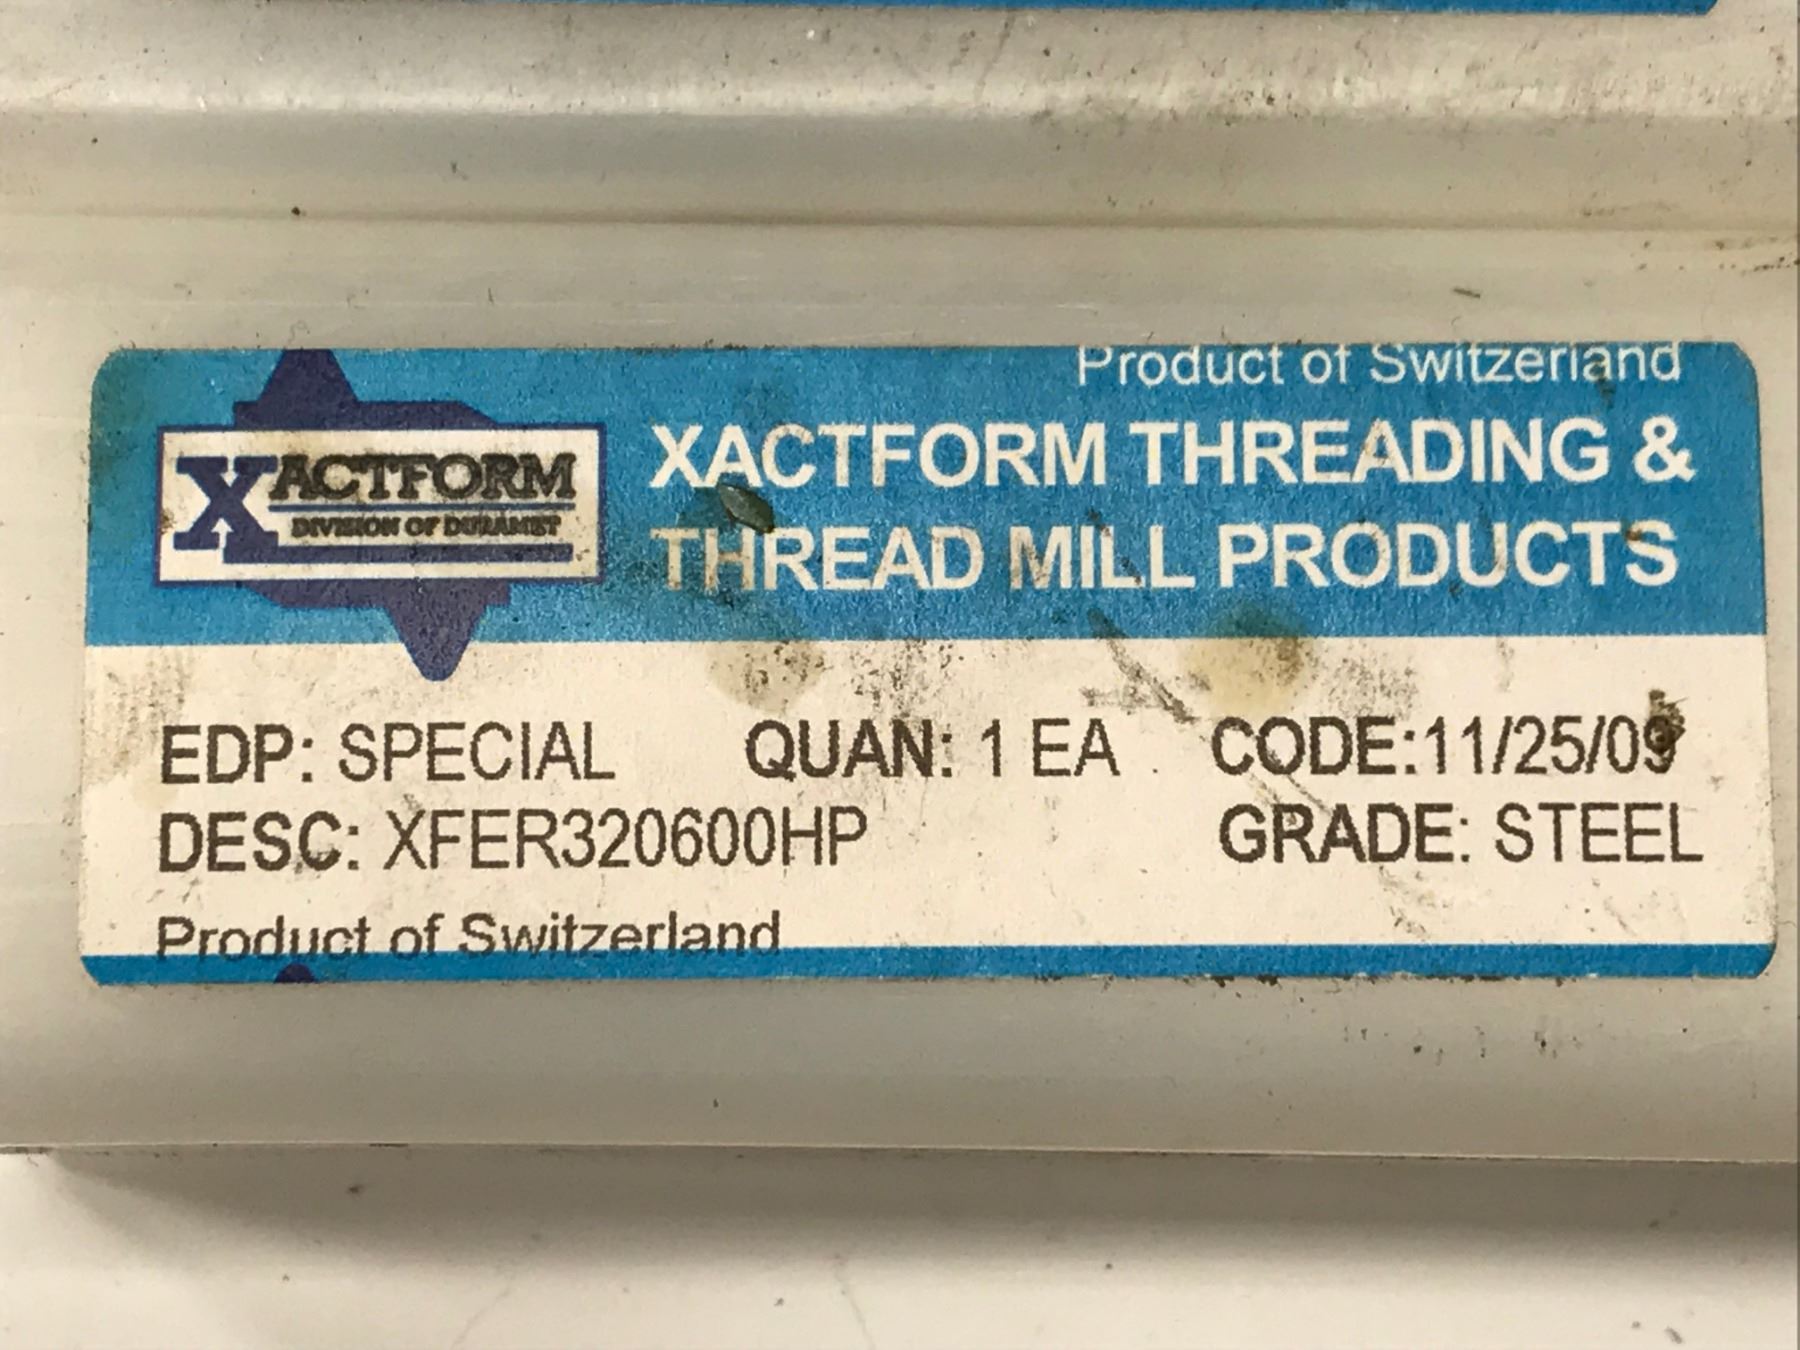 Product of Switzerland
XACTFORM
DIVISION OF DURAMET
XACTFORM THREADING &
THREAD MILL PRODUCTS
EDP: SPECIAL QUAN: 1 EA CODE:11/25/09
DESC: XFER320600HP GRADE: STEEL
Product of Switzerland